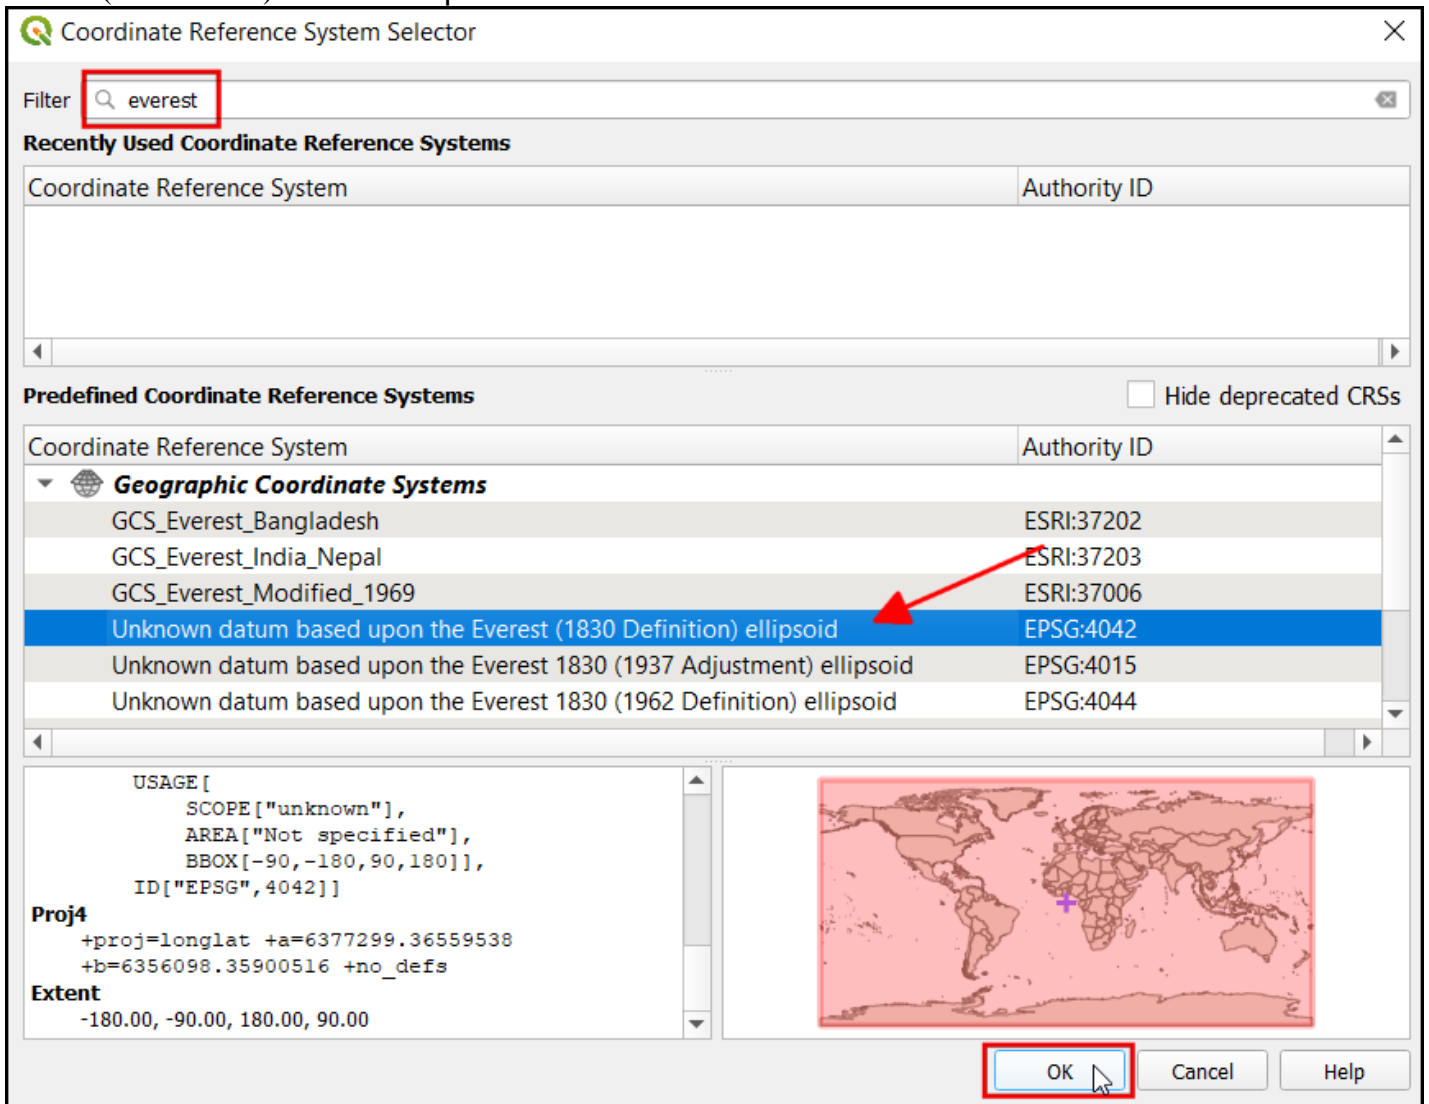 Coordinate Reference System Selector
Filter everest
Recently Used Coordinate Reference Systems
Coordinate Reference System Authority ID
Predefined Coordinate Reference Systems Hide deprecated CRSs
Coordinate Reference System Authority ID
Geographic Coordinate Systems
GCS_Everest_Bangladesh ESRI:37202
GCS_Everest_India_Nepal ESRI:37203
GCS_Everest_Modified_1969 ESRI:37006
Unknown datum based upon the Everest (1830 Definition) ellipsoid EPSG:4042
Unknown datum based upon the Everest 1830 (1937 Adjustment) ellipsoid EPSG:4015
Unknown datum based upon the Everest 1830 (1962 Definition) ellipsoid EPSG:4044
USAGE[
SCOPE["unknown"],
AREA["Not specified"],
BBOX[-90,-180,90,180]],
ID["EPSG",4042]]
Proj4
+proj=longlat +a=6377299.36559538
+b=6356098.35900516 +no_defs
Extent
-180.00, -90.00, 180.00, 90.00
OK Cancel Help